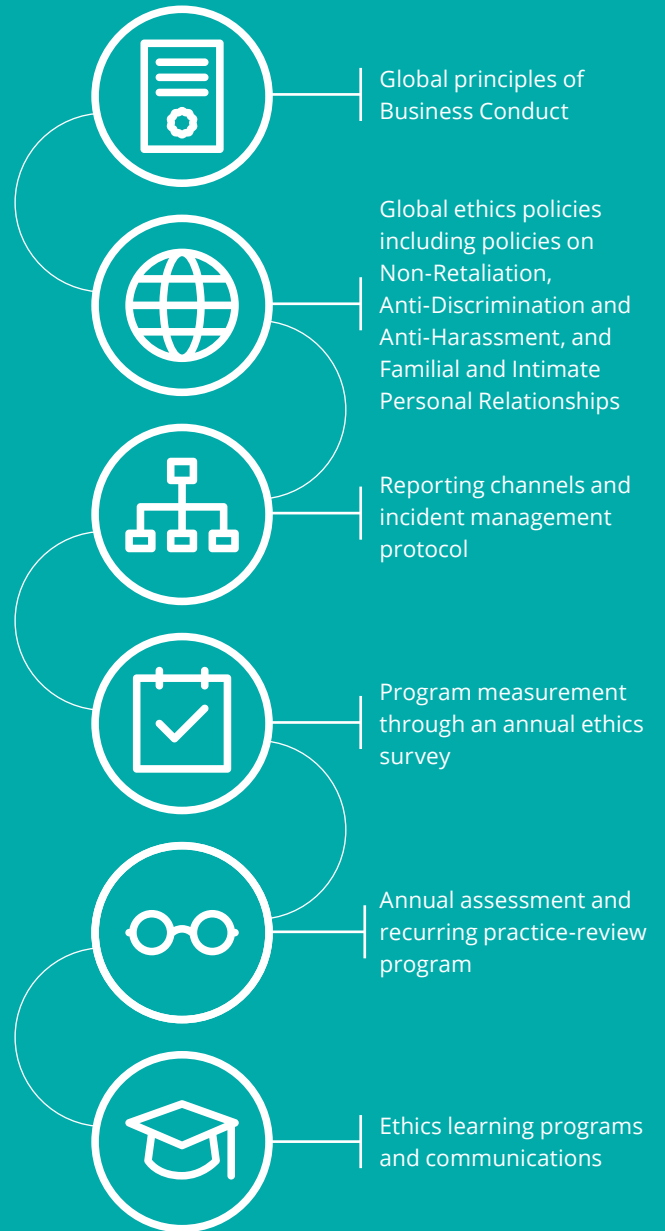 Global principles of
Business Conduct
Global ethics policies
including policies on
Non-Retaliation,
Anti-Discrimination and
Anti-Harassment, and
Familial and Intimate
Personal Relationships
Reporting channels and
incident management
protocol
Program measurement
through an annual ethics
survey
Annual assessment and
recurring practice-review
program
Ethics learning programs
and communications